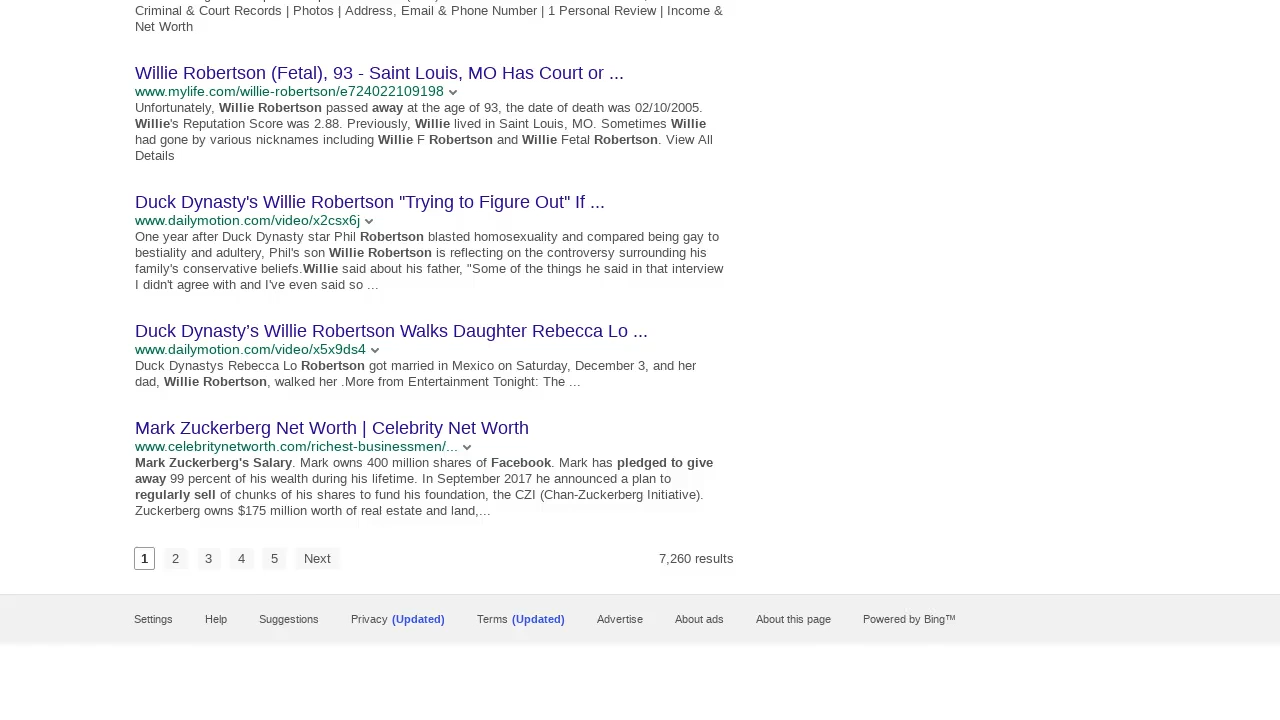 Criminal & Court Records | Photos | Address, Email & Phone Number | 1 Personal Review | Income &
Net Worth
Willie Robertson (Fetal), 93 - Saint Louis, MO Has Court or ...
www.mylife.com/willie-robertson/e724022109198
Unfortunately, Willie Robertson passed away at the age of 93, the date of death was 02/10/2005.
Willie's Reputation Score was 2.88. Previously, Willie lived in Saint Louis, MO. Sometimes Willie
had gone by various nicknames including Willie F Robertson and Willie Fetal Robertson. View All
Details
Duck Dynasty's Willie Robertson "Trying to Figure Out" If ...
www.dailymotion.com/video/x2csx6j
One year after Duck Dynasty star Phil Robertson blasted homosexuality and compared being gay to
bestiality and adultery, Phil's son Willie Robertson is reflecting on the controversy surrounding his
family's conservative beliefs.Willie said about his father, "Some of the things he said in that interview
I didn't agree with and I've even said so ...
Duck Dynasty’s Willie Robertson Walks Daughter Rebecca Lo ...
www.dailymotion.com/video/x5x9ds4
Duck Dynastys Rebecca Lo Robertson got married in Mexico on Saturday, December 3, and her
dad, Willie Robertson, walked her .More from Entertainment Tonight: The ...
Mark Zuckerberg Net Worth | Celebrity Net Worth
www.celebritynetworth.com/richest-businessmen/...
Mark Zuckerberg's Salary. Mark owns 400 million shares of Facebook. Mark has pledged to give
away 99 percent of his wealth during his lifetime. In September 2017 he announced a plan to
regularly sell of chunks of his shares to fund his foundation, the CZI (Chan-Zuckerberg Initiative).
Zuckerberg owns $175 million worth of real estate and land,...
1 2 3 4 5 Next 7,260 results
Settings Help Suggestions Privacy (Updated) Terms (Updated) Advertise About ads About this page Powered by Bing™